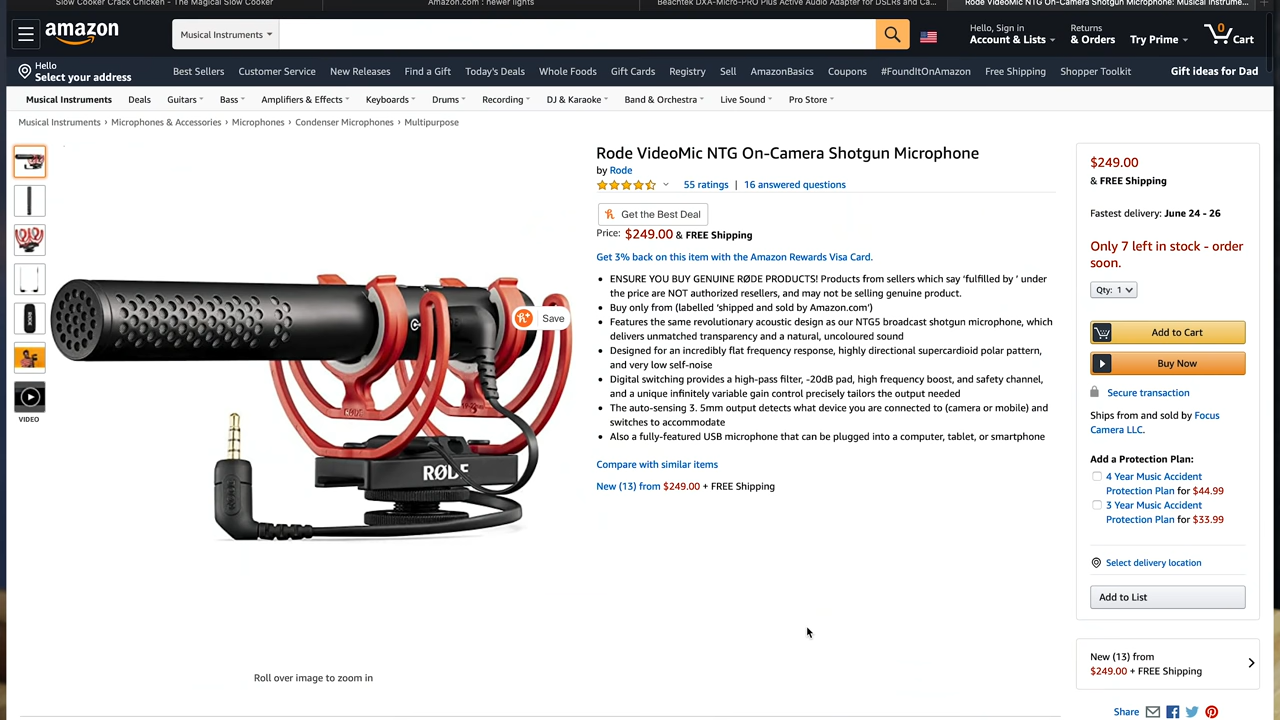 Slow Cooker Crack Chicken - The Magical Slow Cooker
Amazon.com : newer lights
Beachtek DXA-Micro-PRO Plus Active Audio Adapter for DSLRs and Ca...
Rode VideoMic NTG On-Camera Shotgun Microphone: Musical Instrume...
amazon
Musical Instruments
Hello, Sign in
Account & Lists
Returns
& Orders
Try Prime
0
Cart
Hello
Select your address
Best Sellers
Customer Service
New Releases
Find a Gift
Today's Deals
Whole Foods
Gift Cards
Registry
Sell
AmazonBasics
Coupons
#FoundItOnAmazon
Free Shipping
Shopper Toolkit
Gift ideas for Dad
Musical Instruments
Deals
Guitars
Bass
Amplifiers & Effects
Keyboards
Drums
Recording
DJ & Karaoke
Band & Orchestra
Live Sound
Pro Store
Musical Instruments › Microphones & Accessories › Microphones › Condenser Microphones › Multipurpose
Rode VideoMic NTG On-Camera Shotgun Microphone
by Rode
55 ratings | 16 answered questions
Get the Best Deal
Price: $249.00 & FREE Shipping
Get 3% back on this item with the Amazon Rewards Visa Card.
• ENSURE YOU BUY GENUINE RØDE PRODUCTS! Products from sellers which say 'fulfilled by ' under
the price are NOT authorized resellers, and may not be selling genuine product.
• Buy only from (labelled 'shipped and sold by Amazon.com')
• Features the same revolutionary acoustic design as our NTG5 broadcast shotgun microphone, which
delivers unmatched transparency and a natural, uncoloured sound
• Designed for an incredibly flat frequency response, highly directional supercardioid polar pattern,
and very low self-noise
• Digital switching provides a high-pass filter, -20dB pad, high frequency boost, and safety channel,
and a unique infinitely variable gain control precisely tailors the output needed
• The auto-sensing 3. 5mm output detects what device you are connected to (camera or mobile) and
switches to accommodate
• Also a fully-featured USB microphone that can be plugged into a computer, tablet, or smartphone
Compare with similar items
New (13) from $249.00 + FREE Shipping
Save
RØDE
VIDEO
Roll over image to zoom in
$249.00
& FREE Shipping
Fastest delivery: June 24 - 26
Only 7 left in stock - order
soon.
Qty: 1
Add to Cart
Buy Now
Secure transaction
Ships from and sold by Focus
Camera LLC.
Add a Protection Plan:
4 Year Music Accident
Protection Plan for $44.99
3 Year Music Accident
Protection Plan for $33.99
Select delivery location
Add to List
New (13) from
$249.00 + FREE Shipping
Share